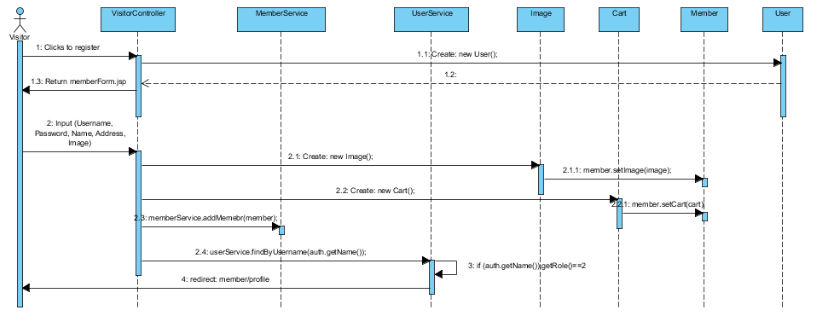 VisitorController
MemberService
UserService
Image
Cart
Member
User
Visitor
1: Clicks to register
1.1: Create: new User();
1.2:
1.3: Return memberForm.jsp
2: Input (Username,
Password, Name, Address,
Image)
2.1: Create: new Image();
2.1.1: member.setImage(image);
2.2: Create: new Cart();
2.2.1: member.setCart(cart)
2.3: memberService.addMemebr(member);
2.4: userService.findByUsername(auth.getName());
3: if (auth.getName()).getRole()==2
4: redirect: member/profile